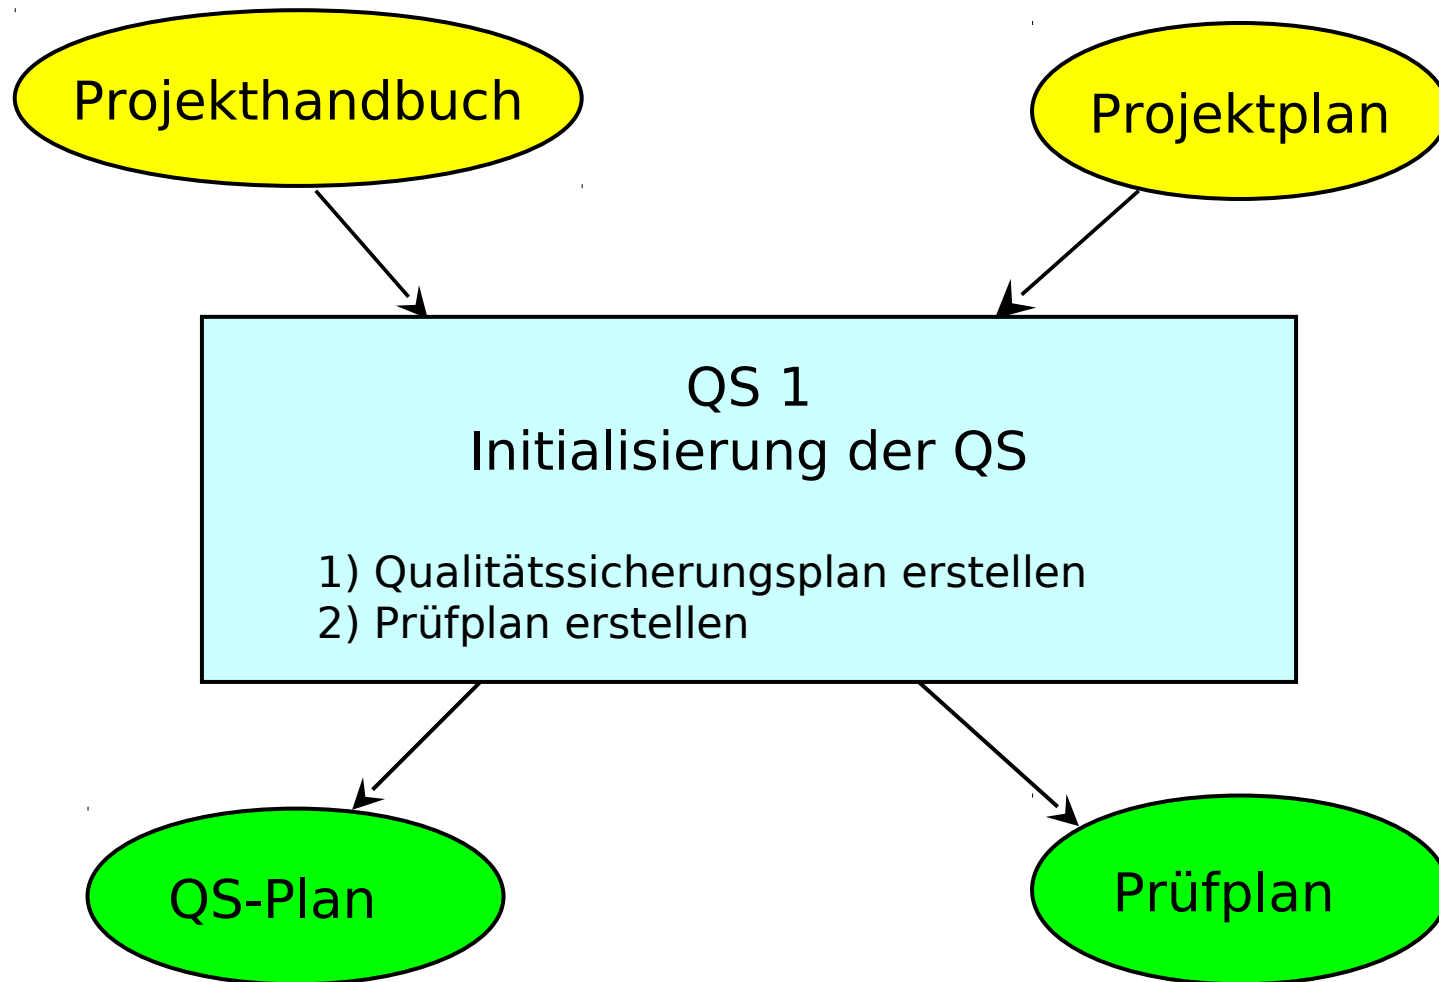 Projekthandbuch
Projektplan
QS 1
Initialisierung der QS
1) Qualitätssicherungsplan erstellen
2) Prüfplan erstellen
QS-Plan
Prüfplan